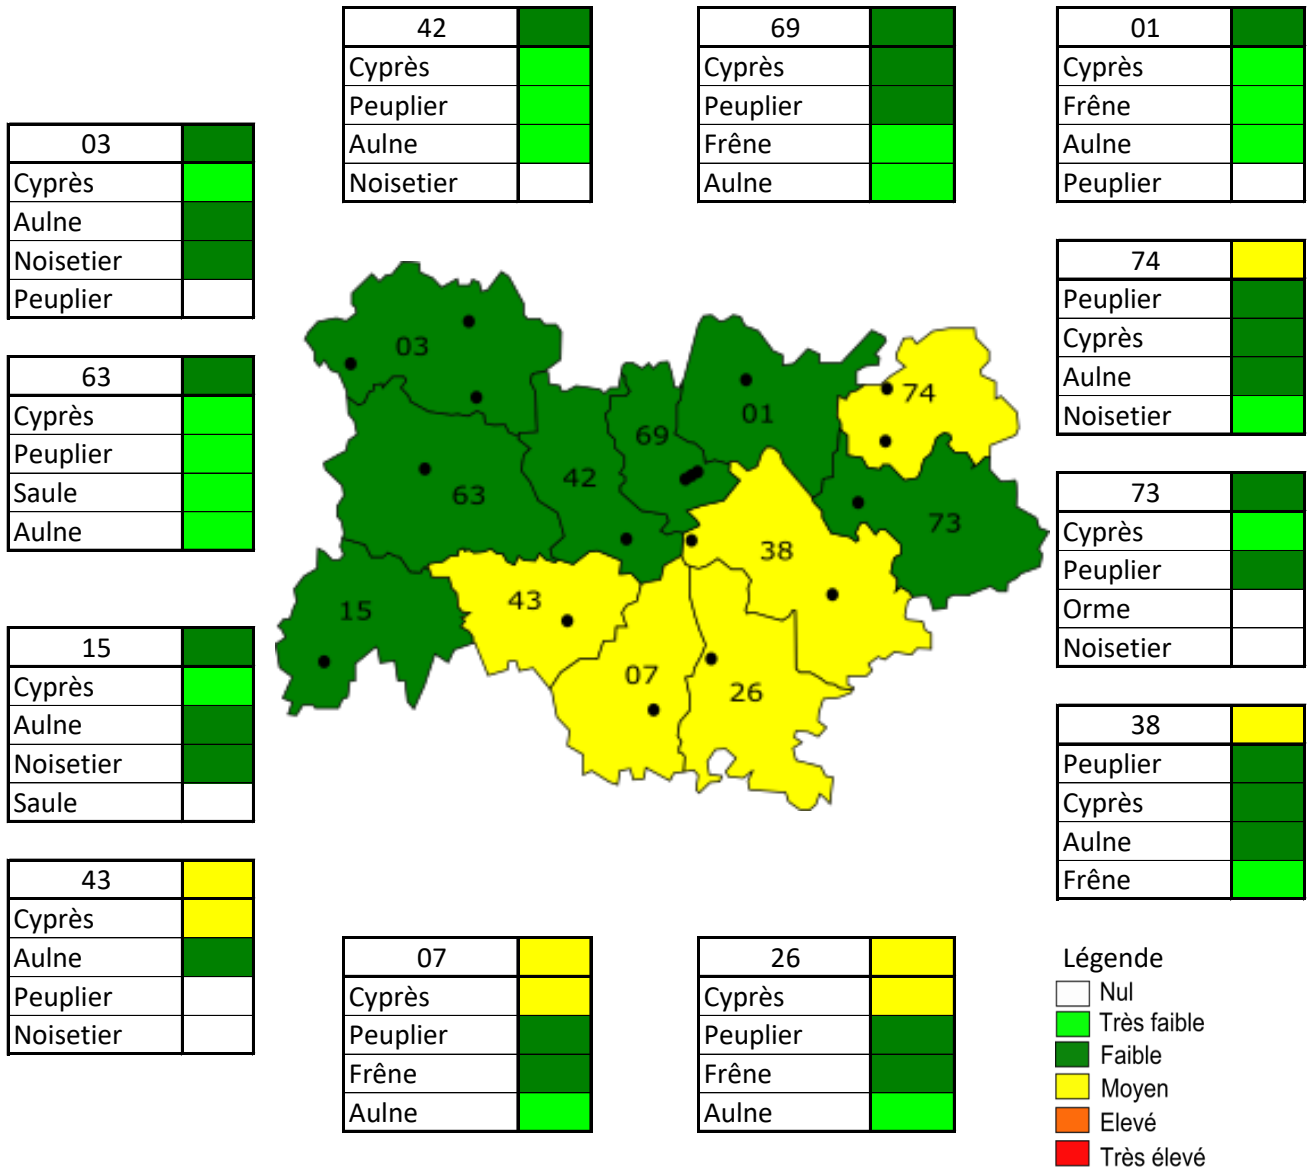 42
Cyprès
Peuplier
Aulne
Noisetier
69
Cyprès
Peuplier
Frêne
Aulne
01
Cyprès
Frêne
Aulne
Peuplier
03
Cyprès
Aulne
Noisetier
Peuplier
63
Cyprès
Peuplier
Saule
Aulne
15
Cyprès
Aulne
Noisetier
Saule
43
Cyprès
Aulne
Peuplier
Noisetier
03
63
42
69
01
74
73
38
15
43
07
26
74
Peuplier
Cyprès
Aulne
Noisetier
73
Cyprès
Peuplier
Orme
Noisetier
38
Peuplier
Cyprès
Aulne
Frêne
07
Cyprès
Peuplier
Frêne
Aulne
26
Cyprès
Peuplier
Frêne
Aulne
Légende
Nul
Très faible
Faible
Moyen
Elevé
Très élevé